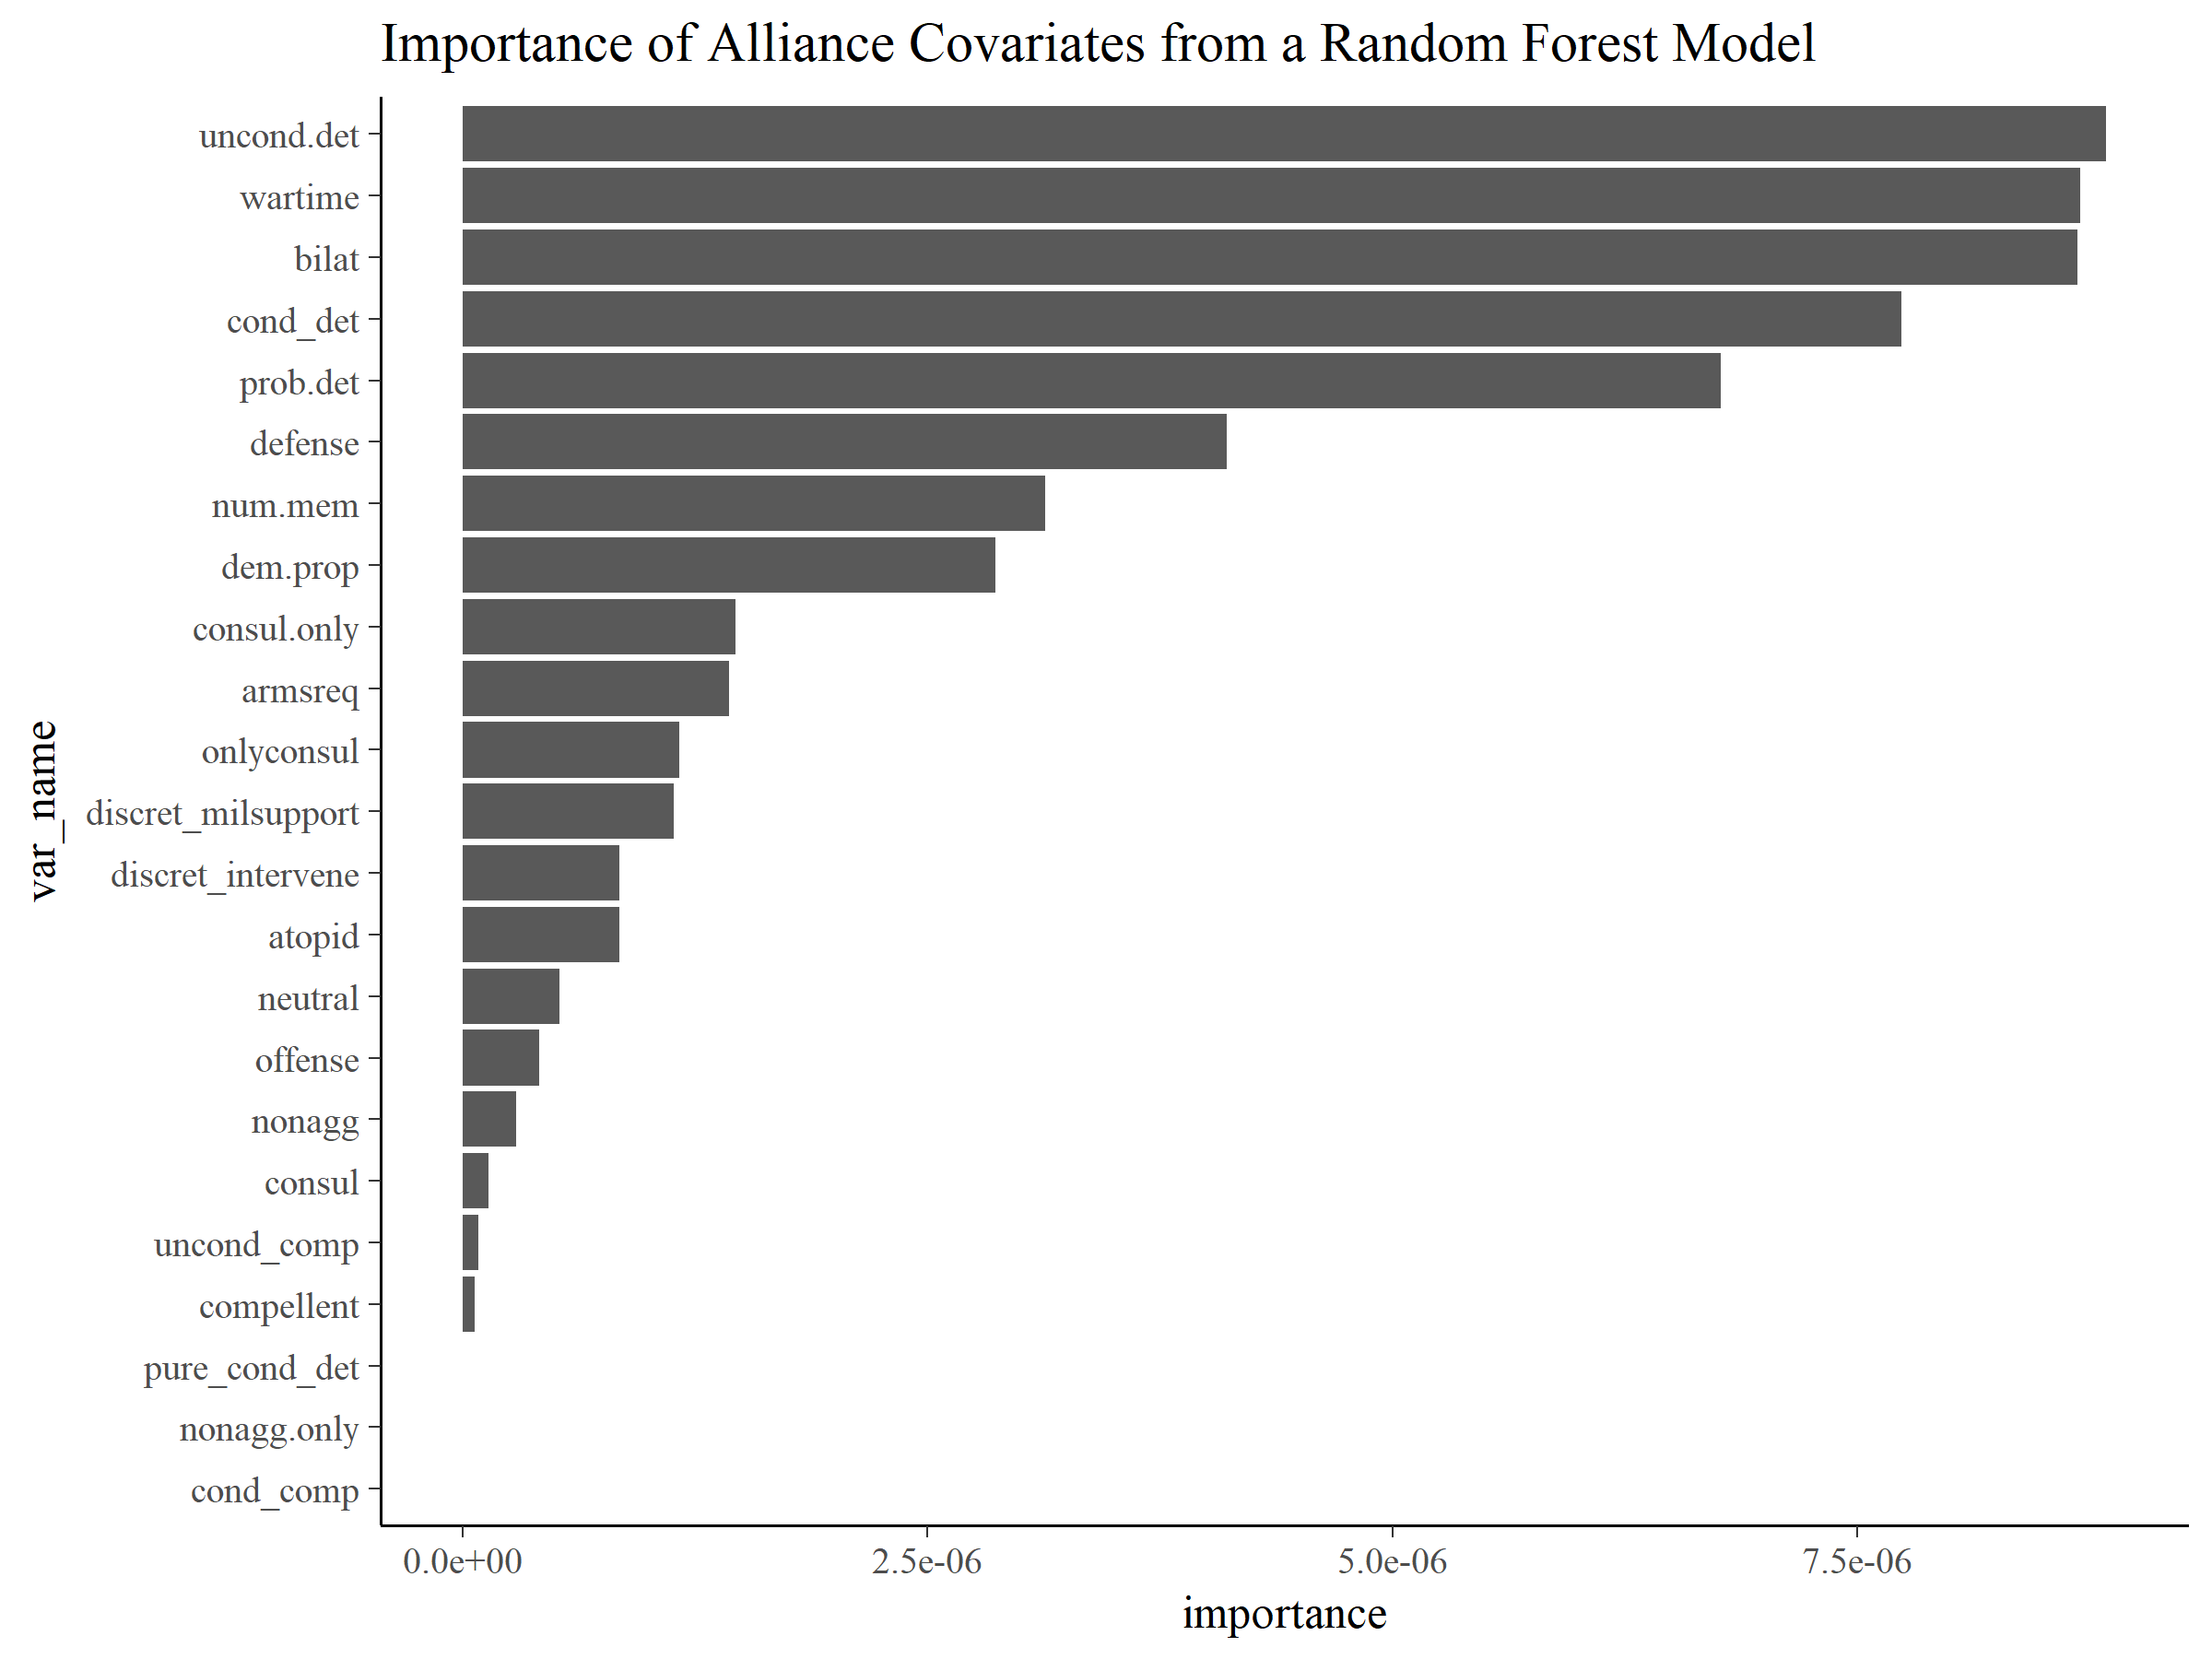 Importance of Alliance Covariates from a Random Forest Model
uncond.det
wartime
bilat
cond_det
prob.det
defense
num.mem
dem.prop
consul.only
armsreq
onlyconsul
discret_milsupport
discret_intervene
atopid
neutral
offense
nonagg
consul
uncond_comp
compellent
pure_cond_det
nonagg.only
cond_comp
var_name
0.0e+00 2.5e-06 5.0e-06 7.5e-06
importance